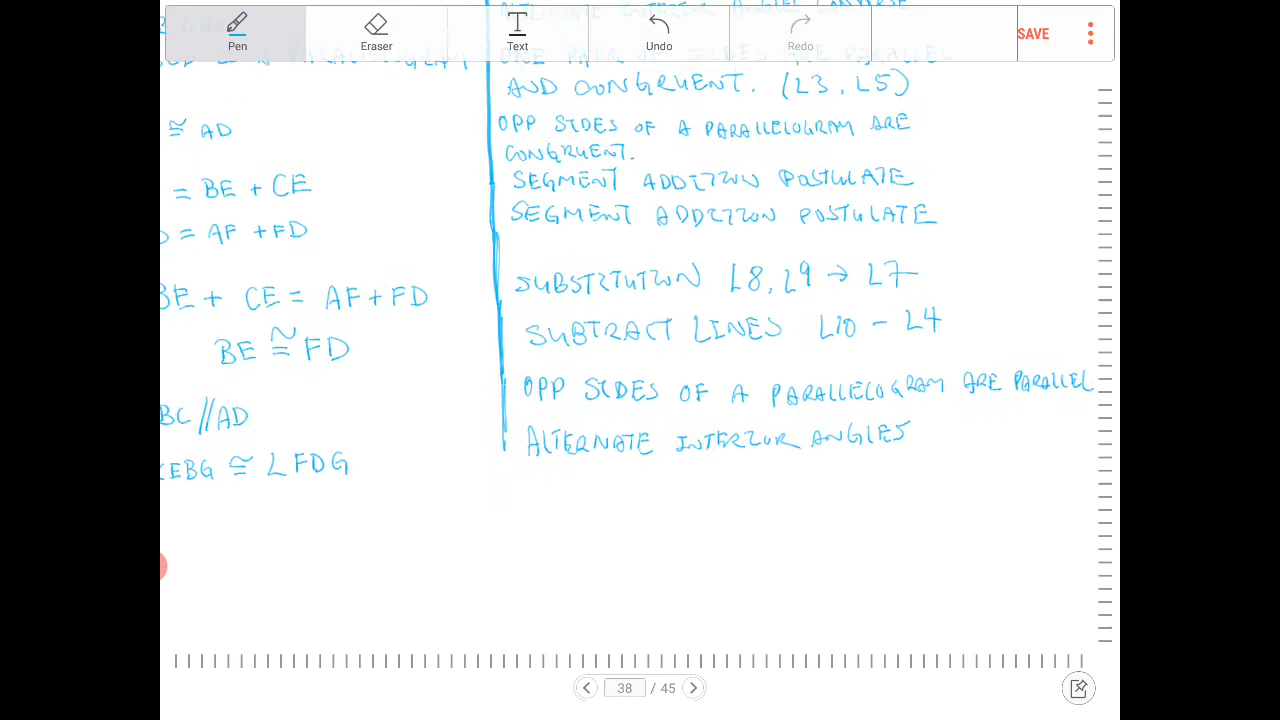 Pen
Eraser
Text
Undo
Redo
SAVE
AND CONGRUENT. (L3, L5)
≅ AD
OPP SIDES OF A PARALLELOGRAM ARE
CONGRUENT.
= BE + CE
SEGMENT ADDITION POSTULATE
= AF + FD
SEGMENT ADDITION POSTULATE
BE + CE = AF + FD
SUBSTITUTION L8, L9 → L7
BE ≅ FD
SUBTRACT LINES L10 - L4
BC // AD
OPP SIDES OF A PARALLELOGRAM ARE PARALLEL
EBG ≅ ∠FDG
ALTERNATE INTERIOR ANGLES
38 / 45